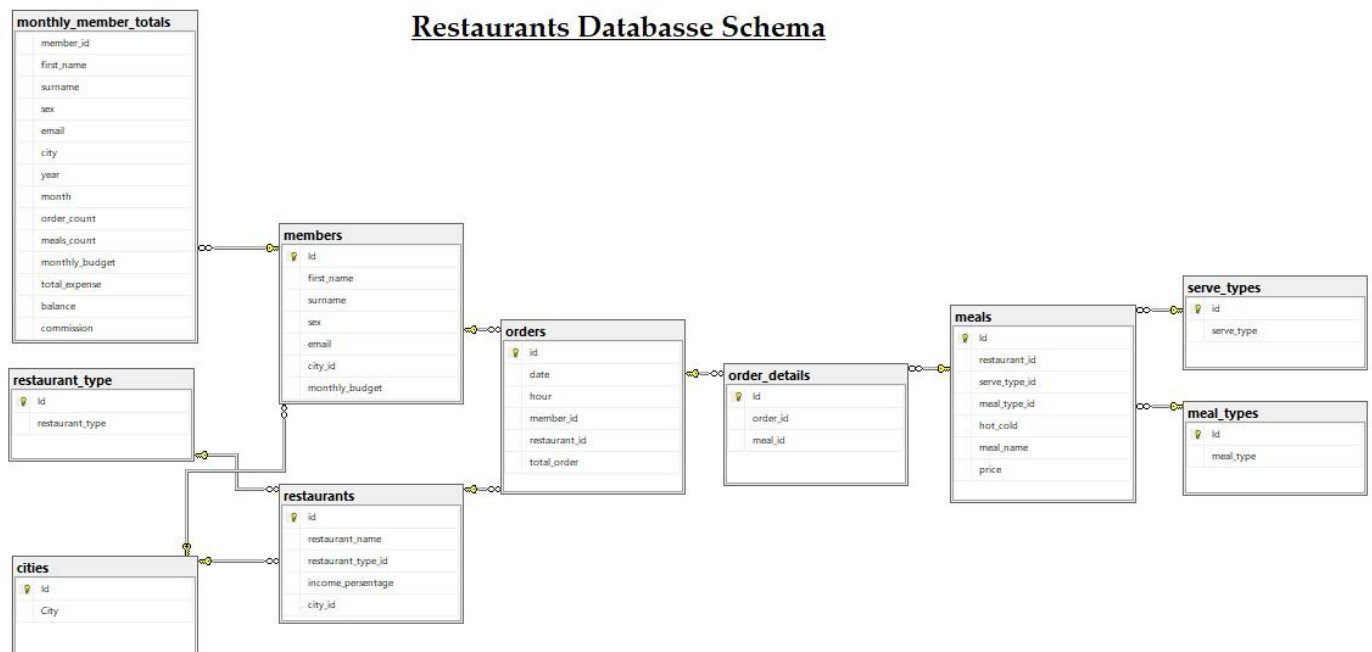 Restaurants Databasse Schema
monthly_member_totals
member_id
first_name
surname
sex
email
city
year
month
order_count
meals_count
monthly_budget
total_expense
balance
commission
members
Id
first_name
surname
sex
email
city_id
monthly_budget
restaurant_type
Id
restaurant_type
restaurants
id
restaurant_name
restaurant_type_id
income_persentage
city_id
cities
Id
City
orders
id
date
hour
member_id
restaurant_id
total_order
order_details
Id
order_id
meal_id
meals
Id
restaurant_id
serve_type_id
meal_type_id
hot_cold
meal_name
price
serve_types
id
serve_type
meal_types
Id
meal_type